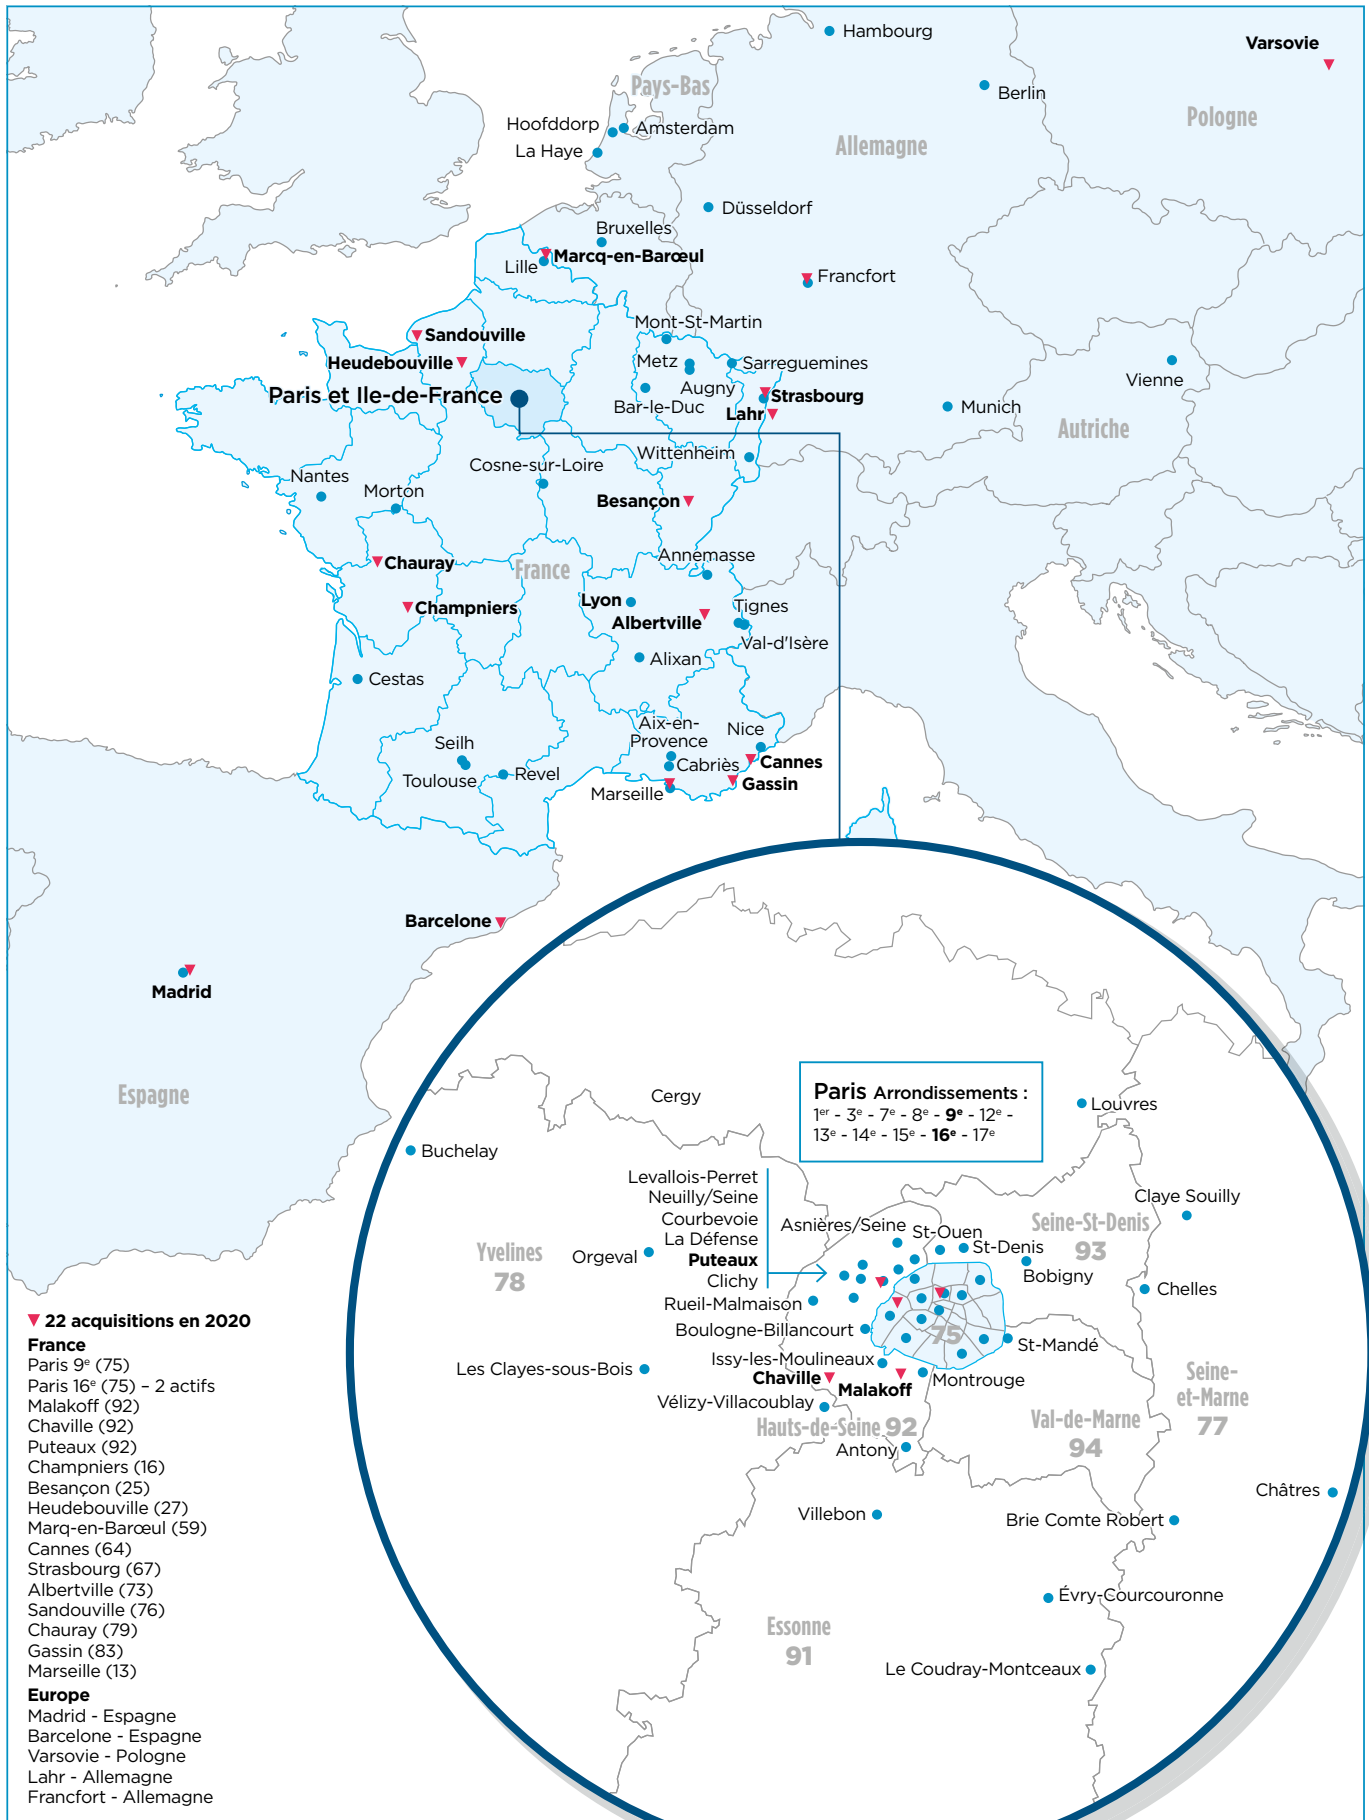 Hambourg
Varsovie
Pays-Bas
Berlin
Pologne
Hoofddorp
Amsterdam
La Haye
Allemagne
Düsseldorf
Bruxelles
Marcq-en-Barœul
Lille
Francfort
Mont-St-Martin
Sandouville
Heudebouville
Metz
Sarreguemines
Augny
Vienne
Paris et Ile-de-France
Bar-le-Duc
Strasbourg
Lahr
Munich
Autriche
Wittenheim
Cosne-sur-Loire
Nantes
Morton
Besançon
Annemasse
Chauray
France
Lyon
Champniers
Albertville
Tignes
Val-d'Isère
Alixan
Cestas
Aix-en-
Provence
Nice
Seilh
Cabriès
Cannes
Toulouse
Revel
Marseille
Gassin
Barcelone
Madrid
Espagne
Cergy
Paris Arrondissements :
1er - 3e - 7e - 8e - 9e - 12e -
13e - 14e - 15e - 16e - 17e
Louvres
Buchelay
Levallois-Perret
Neuilly/Seine
Courbevoie
La Défense
Puteaux
Clichy
Claye Souilly
Asnières/Seine
St-Ouen
St-Denis
Seine-St-Denis
93
Bobigny
Yvelines
78
Orgeval
Chelles
Rueil-Malmaison
Boulogne-Billancourt
75
St-Mandé
Issy-les-Moulineaux
Les Clayes-sous-Bois
Chaville
Malakoff
Montrouge
Seine-
et-Marne
77
Vélizy-Villacoublay
Hauts-de-Seine 92
Val-de-Marne
94
Antony
Châtres
Villebon
Brie Comte Robert
Évry-Courcouronne
Essonne
91
Le Coudray-Montceaux
22 acquisitions en 2020
France
Paris 9e (75)
Paris 16e (75) – 2 actifs
Malakoff (92)
Chaville (92)
Puteaux (92)
Champniers (16)
Besançon (25)
Heudebouville (27)
Marq-en-Barœul (59)
Cannes (64)
Strasbourg (67)
Albertville (73)
Sandouville (76)
Chauray (79)
Gassin (83)
Marseille (13)
Europe
Madrid - Espagne
Barcelone - Espagne
Varsovie - Pologne
Lahr - Allemagne
Francfort - Allemagne